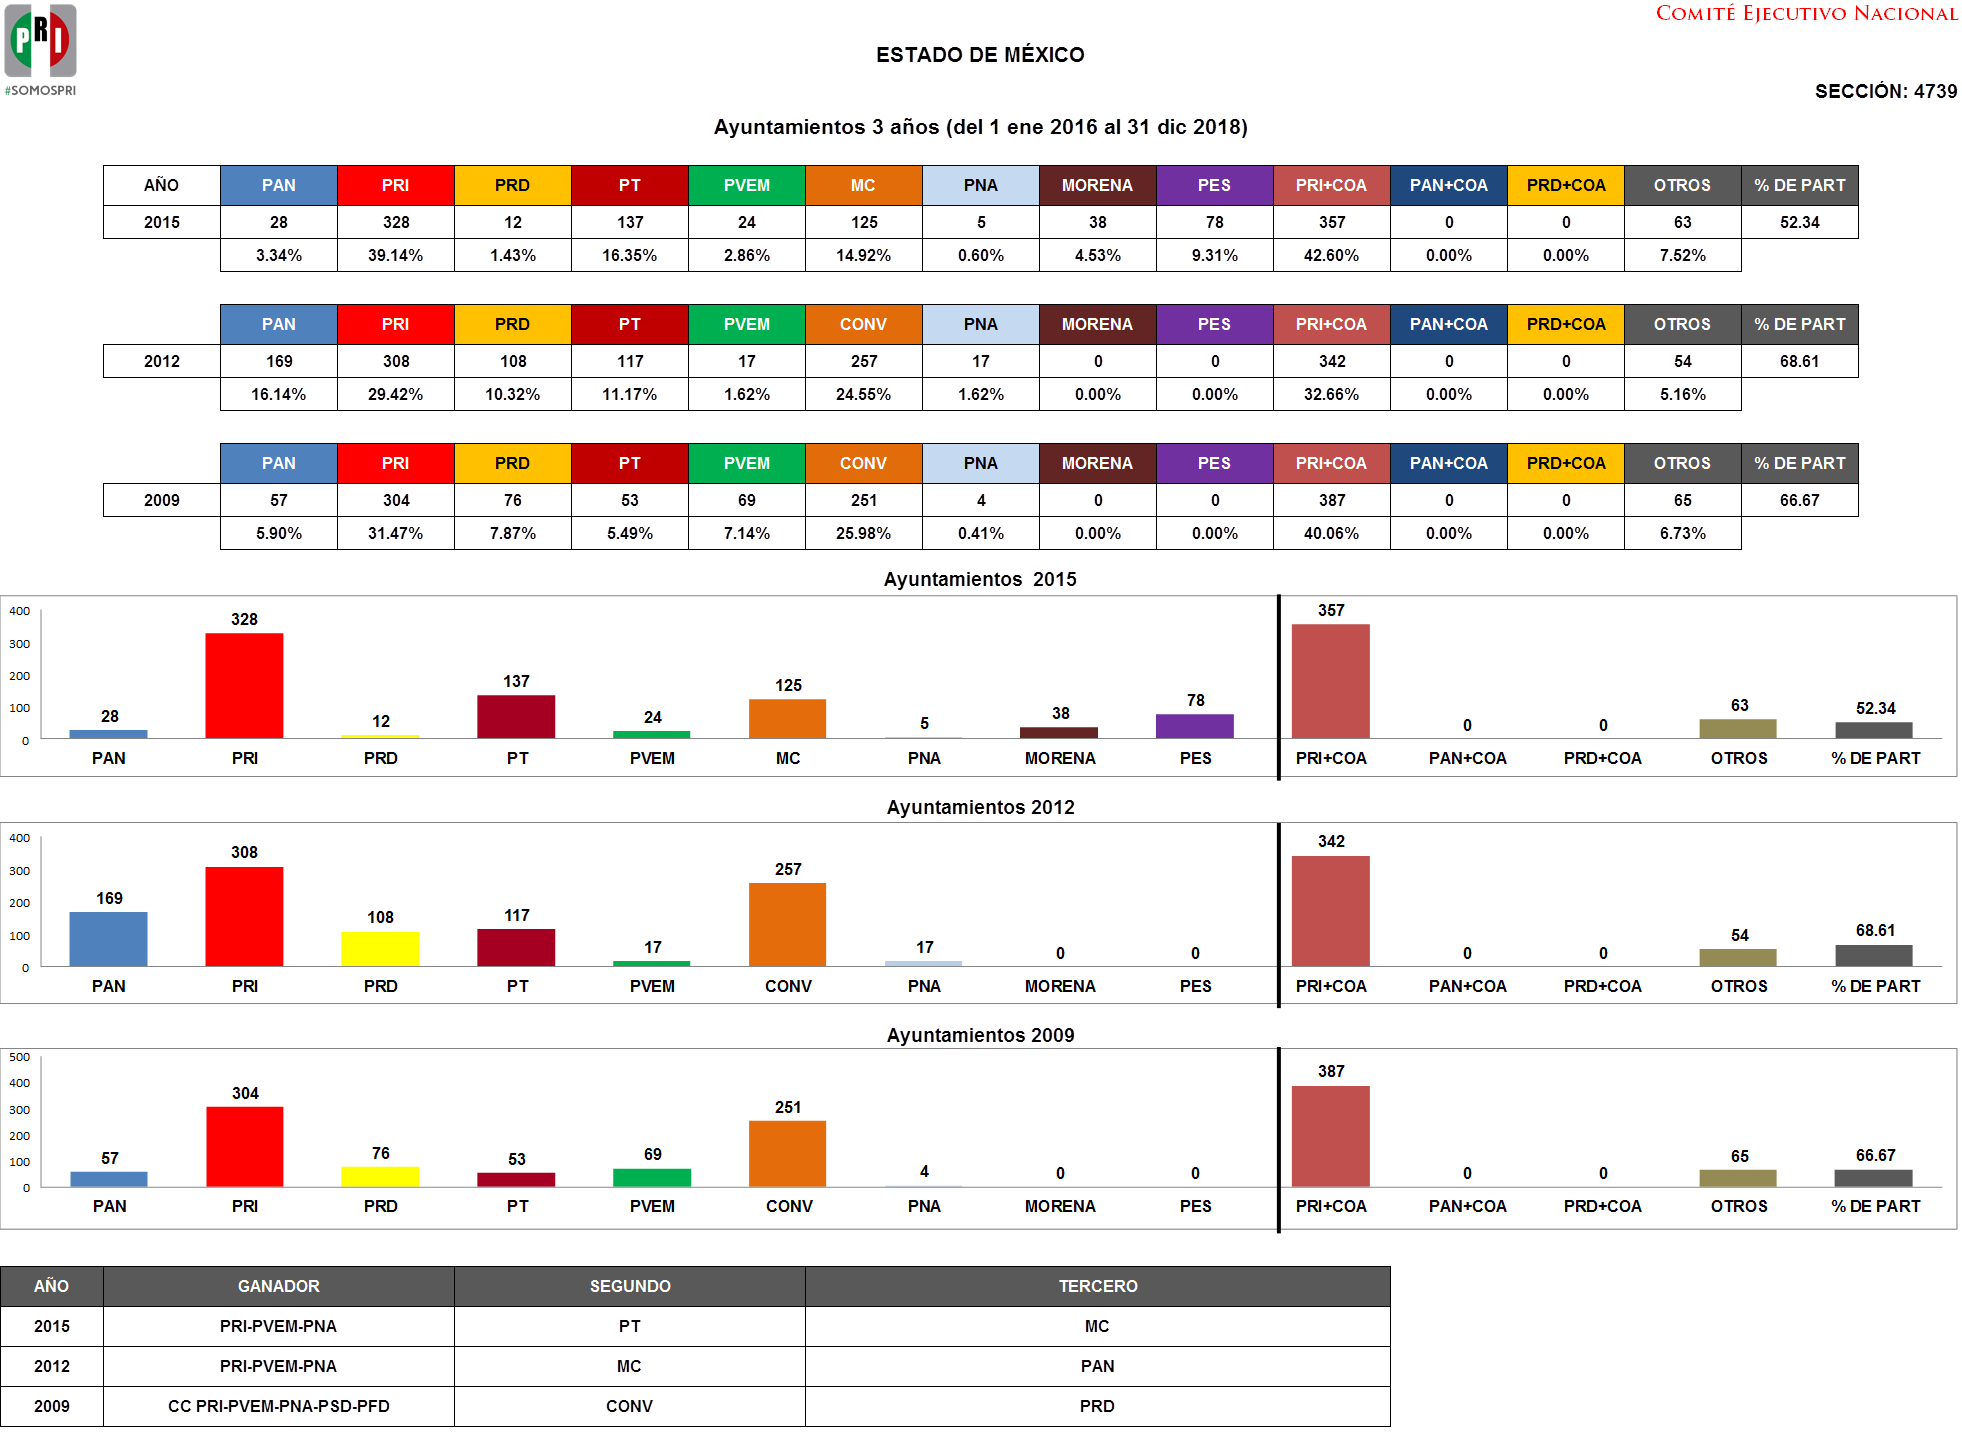 PRI
#SOMOSPRI
COMITÉ EJECUTIVO NACIONAL
ESTADO DE MÉXICO
SECCIÓN: 4739
Ayuntamientos 3 años (del 1 ene 2016 al 31 dic 2018)
AÑO PAN PRI PRD PT PVEM MC PNA MORENA PES PRI+COA PAN+COA PRD+COA OTROS % DE PART
2015 28 328 12 137 24 125 5 38 78 357 0 0 63 52.34
3.34% 39.14% 1.43% 16.35% 2.86% 14.92% 0.60% 4.53% 9.31% 42.60% 0.00% 0.00% 7.52%
PAN PRI PRD PT PVEM CONV PNA MORENA PES PRI+COA PAN+COA PRD+COA OTROS % DE PART
2012 169 308 108 117 17 257 17 0 0 342 0 0 54 68.61
16.14% 29.42% 10.32% 11.17% 1.62% 24.55% 1.62% 0.00% 0.00% 32.66% 0.00% 0.00% 5.16%
PAN PRI PRD PT PVEM CONV PNA MORENA PES PRI+COA PAN+COA PRD+COA OTROS % DE PART
2009 57 304 76 53 69 251 4 0 0 387 0 0 65 66.67
5.90% 31.47% 7.87% 5.49% 7.14% 25.98% 0.41% 0.00% 0.00% 40.06% 0.00% 0.00% 6.73%
Ayuntamientos 2015
400
300
200
100
0
28 328 12 137 24 125 5 38 78 357 0 0 63 52.34
PAN PRI PRD PT PVEM MC PNA MORENA PES PRI+COA PAN+COA PRD+COA OTROS % DE PART
Ayuntamientos 2012
400
300
200
100
0
169 308 108 117 17 257 17 0 0 342 0 0 54 68.61
PAN PRI PRD PT PVEM CONV PNA MORENA PES PRI+COA PAN+COA PRD+COA OTROS % DE PART
Ayuntamientos 2009
500
400
300
200
100
0
57 304 76 53 69 251 4 0 0 387 0 0 65 66.67
PAN PRI PRD PT PVEM CONV PNA MORENA PES PRI+COA PAN+COA PRD+COA OTROS % DE PART
AÑO GANADOR SEGUNDO TERCERO
2015 PRI-PVEM-PNA PT MC
2012 PRI-PVEM-PNA MC PAN
2009 CC PRI-PVEM-PNA-PSD-PFD CONV PRD